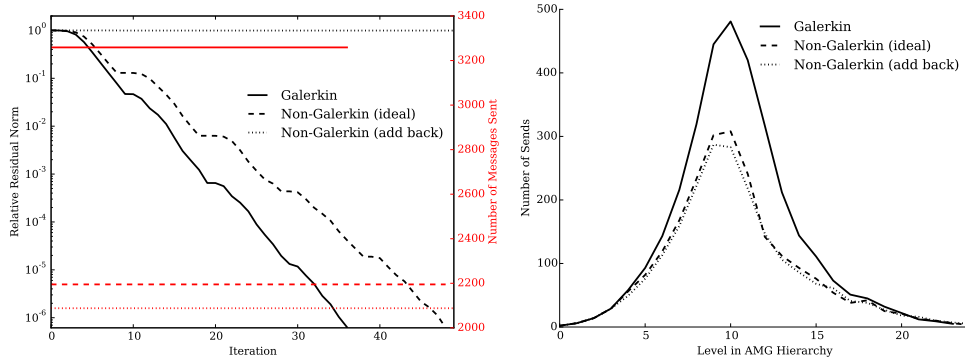 10^0
10^-1
10^-2
10^-3
10^-4
10^-5
10^-6
Relative Residual Norm
0 10 20 30 40
Iteration
3400
3200
3000
2800
2600
2400
2200
2000
Number of Messages Sent
Galerkin
Non-Galerkin (ideal)
Non-Galerkin (add back)
500
400
300
200
100
0
Number of Sends
0 5 10 15 20
Level in AMG Hierarchy
Galerkin
Non-Galerkin (ideal)
Non-Galerkin (add back)